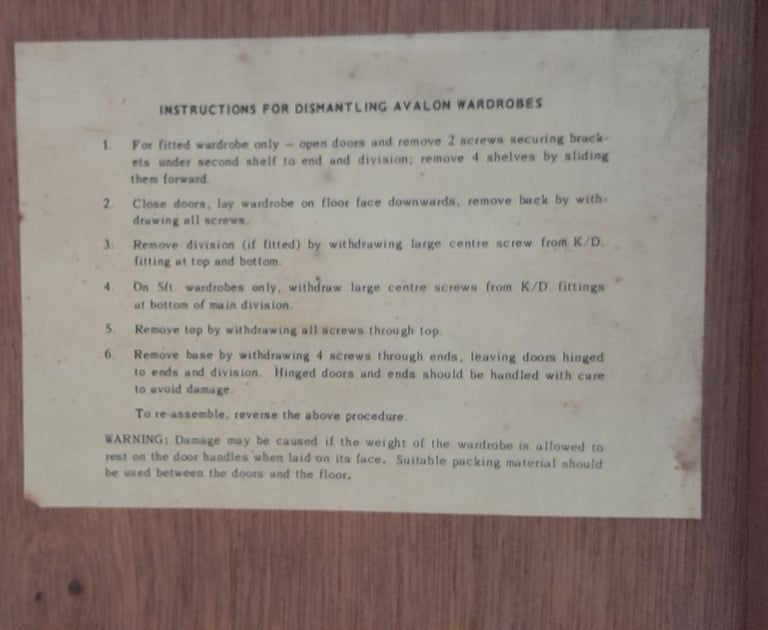 INSTRUCTIONS FOR DISMANTLING AVALON WARDROBES
1. For fitted wardrobe only – open doors and remove 2 screws securing brack-
ets under second shelf to end and division; remove 4 shelves by sliding
them forward.
2. Close doors, lay wardrobe on floor face downwards, remove back by with-
drawing all screws.
3. Remove division (if fitted) by withdrawing large centre screw from K/D.
fitting at top and bottom.
4. On 5ft. wardrobes only, withdraw large centre screws from K/D. fittings
at bottom of main division.
5. Remove top by withdrawing all screws through top.
6. Remove base by withdrawing 4 screws through ends, leaving doors hinged
to ends and division. Hinged doors and ends should be handled with care
to avoid damage.
To re-assemble, reverse the above procedure.
WARNING: Damage may be caused if the weight of the wardrobe is allowed to
rest on the door handles when laid on its face. Suitable packing material should
be used between the doors and the floor.